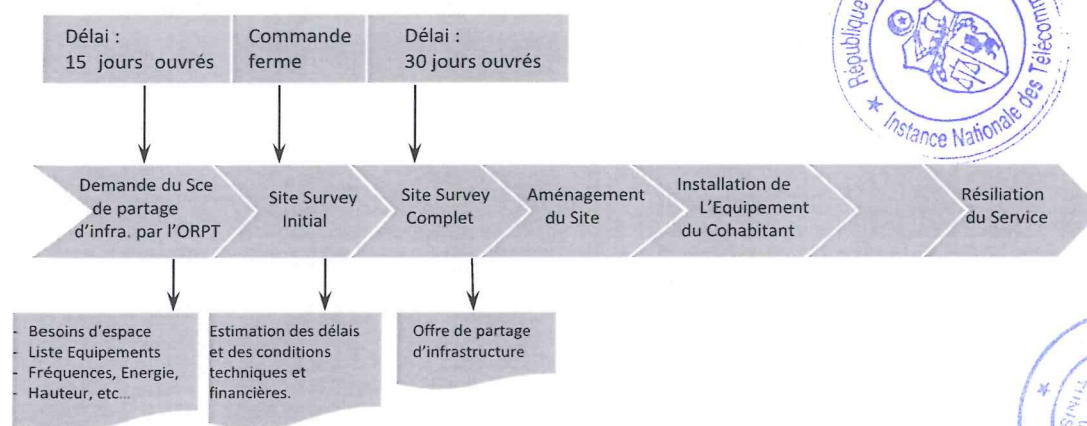 Délai :
15 jours ouvrés
Commande
ferme
Délai :
30 jours ouvrés
République
Instance Nationale des Télécomm
Demande du Sce
de partage
d'infra. par l'ORPT
Site Survey
Initial
Site Survey
Complet
Aménagement
du Site
Installation de
L'Equipement
du Cohabitant
Résiliation
du Service
- Besoins d'espace
- Liste Equipements
- Fréquences, Energie,
- Hauteur, etc...
Estimation des délais
et des conditions
techniques et
financières.
Offre de partage
d'infrastructure